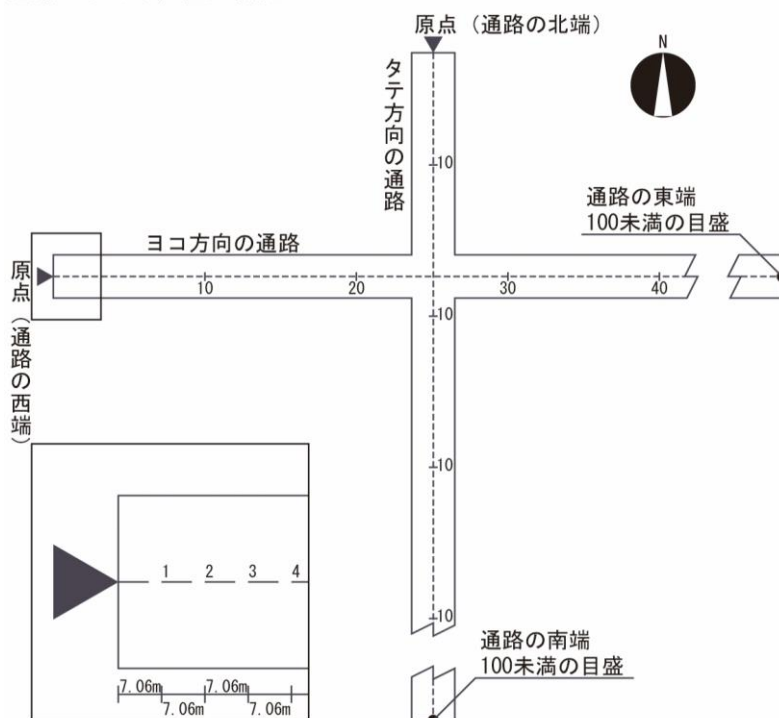 原点（通路の北端）
N
タテ方向の通路
10
通路の東端
100未満の目盛
ヨコ方向の通路
原点（通路の西端）
10
20
30
40
10
10
10
1
2
3
4
通路の南端
100未満の目盛
7.06m
7.06m
7.06m
7.06m